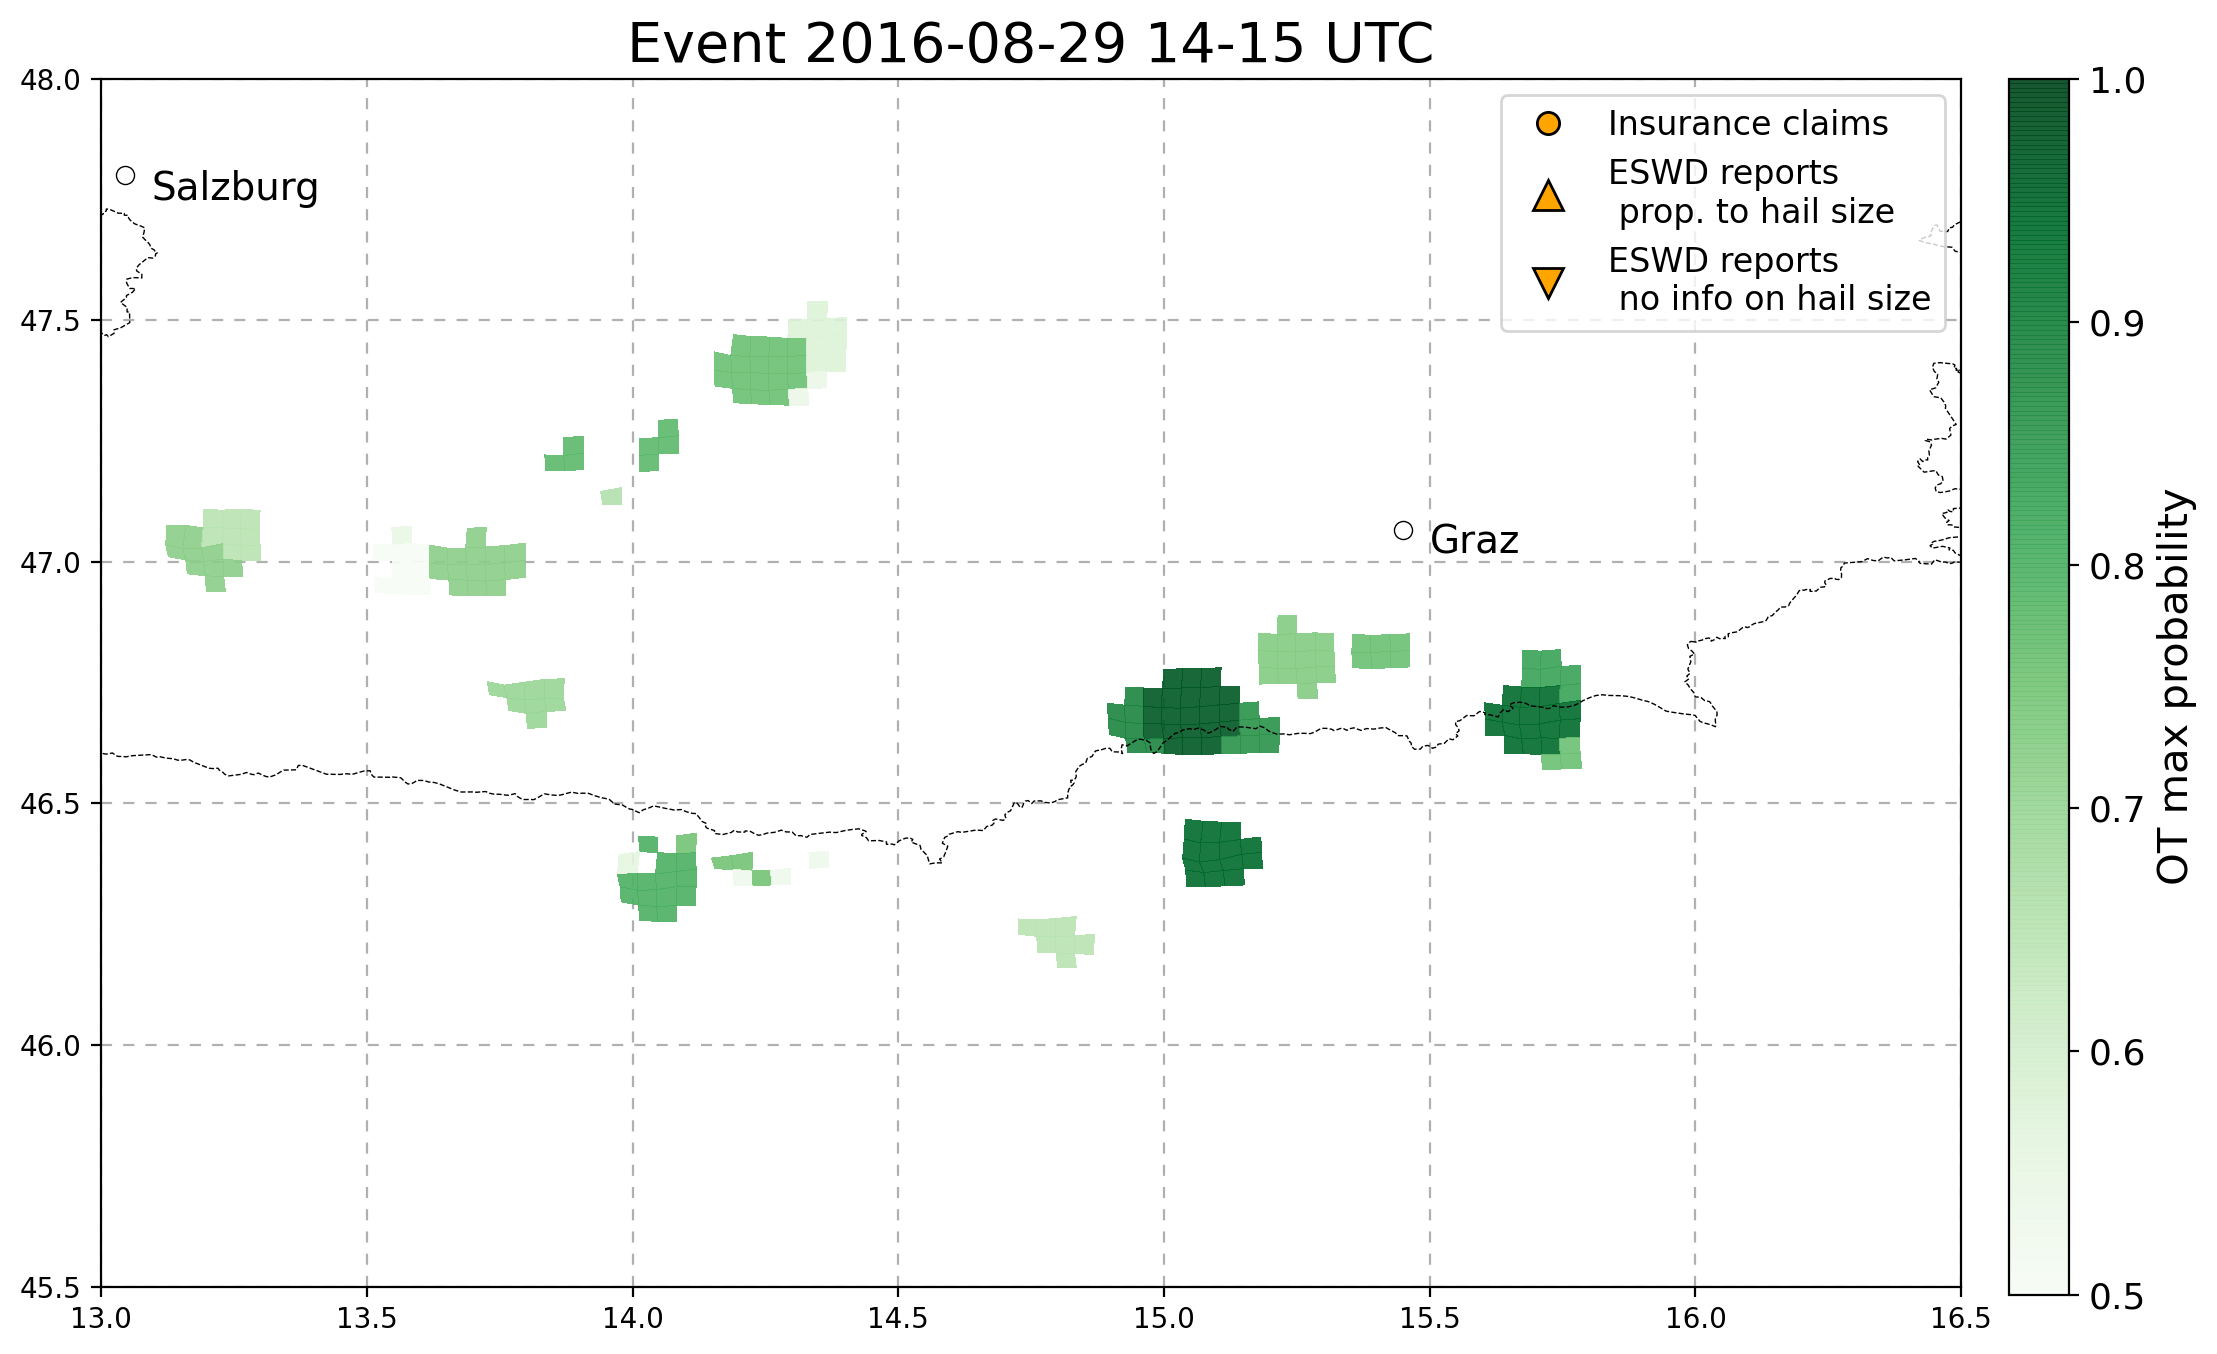 Event 2016-08-29 14-15 UTC
48.0
47.5
47.0
46.5
46.0
45.5
13.0
13.5
14.0
14.5
15.0
15.5
16.0
16.5
Salzburg
Graz
Insurance claims
ESWD reports
prop. to hail size
ESWD reports
no info on hail size
1.0
0.9
0.8
0.7
0.6
0.5
OT max probability